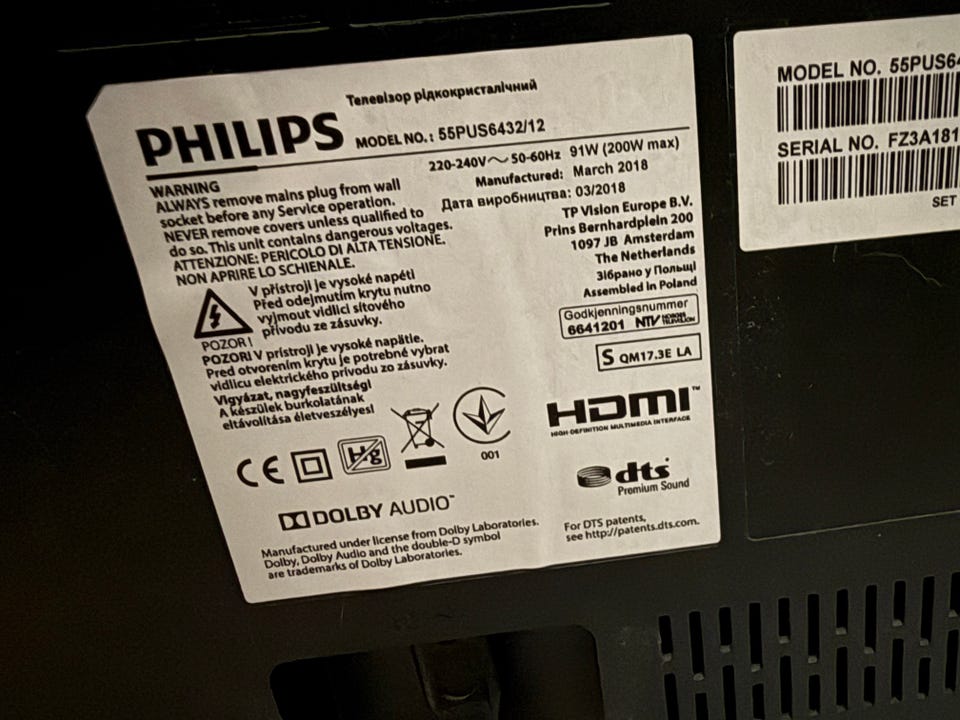 Телевізор рідкокристалічний
PHILIPS MODEL NO.: 55PUS6432/12
220-240V~ 50-60Hz 91W (200W max)
Manufactured: March 2018
Дата виробництва: 03/2018
TP Vision Europe B.V.
Prins Bernhardplein 200
1097 JB Amsterdam
The Netherlands
Зібрано у Польщі
Assembled in Poland
WARNING
ALWAYS remove mains plug from wall
socket before any Service operation.
NEVER remove covers unless qualified to
do so. This unit contains dangerous voltages.
ATTENZIONE: PERICOLO DI ALTA TENSIONE.
NON APRIRE LO SCHIENALE.
V přístroji je vysoké napětí
Před odejmutím krytu nutno
vyjmout vidlici síťového
přívodu ze zásuvky.
POZOR!
POZOR! V prístroji je vysoké napätie.
Pred otvorením krytu je potrebné vybrat
vidlicu elektrického prívodu zo zásuvky.
Vigyázat, nagyfeszültség!
A készülek burkolatának
eltávolítása életveszélyes!
Godkjenningsnummer
6641201 NTV NORGES TELEVISJON
S QM17.3E LA
CE Hg 001
HDMI™
HIGH-DEFINITION MULTIMEDIA INTERFACE
dts
Premium Sound
DOLBY AUDIO™
Manufactured under license from Dolby Laboratories.
Dolby, Dolby Audio and the double-D symbol
are trademarks of Dolby Laboratories.
For DTS patents,
see http://patents.dts.com.
MODEL NO. 55PUS64
SERIAL NO. FZ3A181
SET